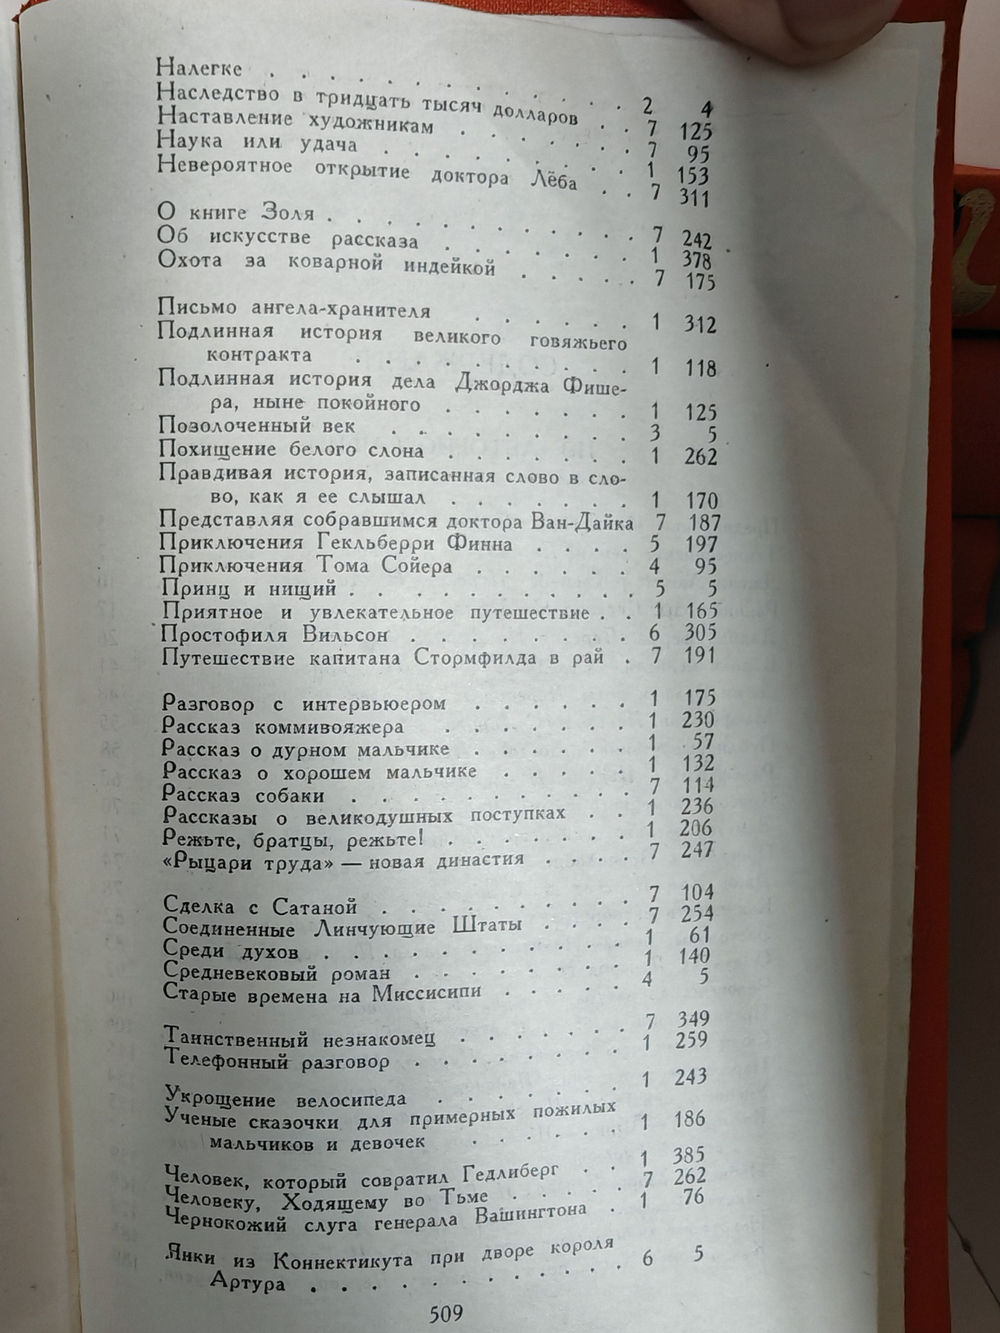 Налегке . . . . . . . . . . . 2 4
Наследство в тридцать тысяч долларов . . 7 125
Наставление художникам . . . . . . 7 95
Наука или удача . . . . . . . . 1 153
Невероятное открытие доктора Лёба . . 7 311
О книге Золя . . . . . . . . . . 7 242
Об искусстве рассказа . . . . . . 1 378
Охота за коварной индейкой . . . . . 7 175
Письмо ангела-хранителя . . . . . . 1 312
Подлинная история великого говяжьего
контракта . . . . . . . . . 1 118
Подлинная история дела Джорджа Фише-
ра, ныне покойного . . . . . . . 1 125
Позолоченный век . . . . . . . . . 3 5
Похищение белого слона . . . . . . . 1 262
Правдивая история, записанная слово в сло-
во, как я ее слышал . . . . . . . 1 170
Представляя собравшимся доктора Ван-Дайка 7 187
Приключения Гекльберри Финна . . . . 5 197
Приключения Тома Сойера . . . . . . 4 95
Принц и нищий . . . . . . . . . . 5 5
Приятное и увлекательное путешествие . . 1 165
Простофиля Вильсон . . . . . . . . 6 305
Путешествие капитана Стормфилда в рай . 7 191
Разговор с интервьюером . . . . . . 1 175
Рассказ коммивояжера . . . . . . . 1 230
Рассказ о дурном мальчике . . . . . . 1 57
Рассказ о хорошем мальчике . . . . . 1 132
Рассказ собаки . . . . . . . . . . 7 114
Рассказы о великодушных поступках . . 1 236
Режьте, братцы, режьте! . . . . . . . 1 206
«Рыцари труда» — новая династия . . . . 7 247
Сделка с Сатаной . . . . . . . . . 7 104
Соединенные Линчующие Штаты . . . . 7 254
Среди духов . . . . . . . . . . . 1 61
Средневековый роман . . . . . . . . 1 140
Старые времена на Миссисипи . . . . . 4 5
Таинственный незнакомец . . . . . . 7 349
Телефонный разговор . . . . . . . . 1 259
Укрощение велосипеда . . . . . . . 1 243
Ученые сказочки для примерных пожилых
мальчиков и девочек . . . . . . 1 186
Человек, который совратил Гедлиберг . . 1 385
Человеку, Ходящему во Тьме . . . . . 7 262
Чернокожий слуга генерала Вашингтона . 1 76
Янки из Коннектикута при дворе короля
Артура . . . . . . . . . . . 6 5
509